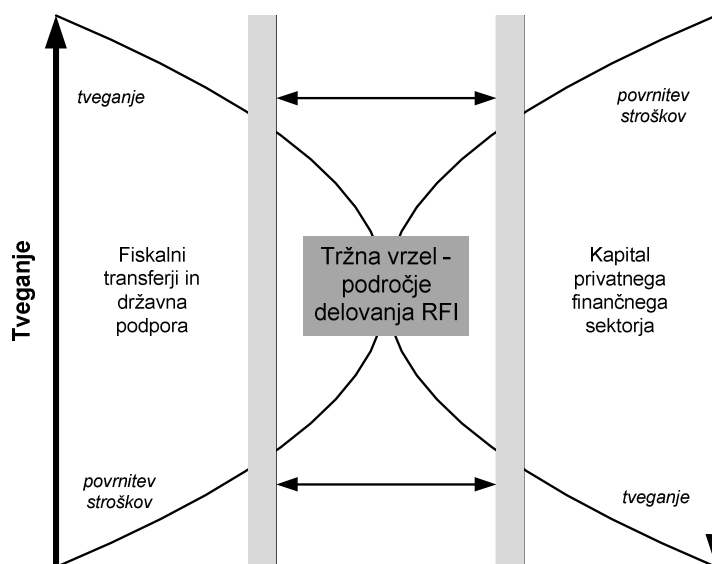 tveganje
povrnitev
stroškov
Tveganje
Fiskalni
transferji in
državna
podpora
Tržna vrzel -
področje
delovanja RFI
Kapital
privatnega
finančnega
sektorja
povrnitev
stroškov
tveganje